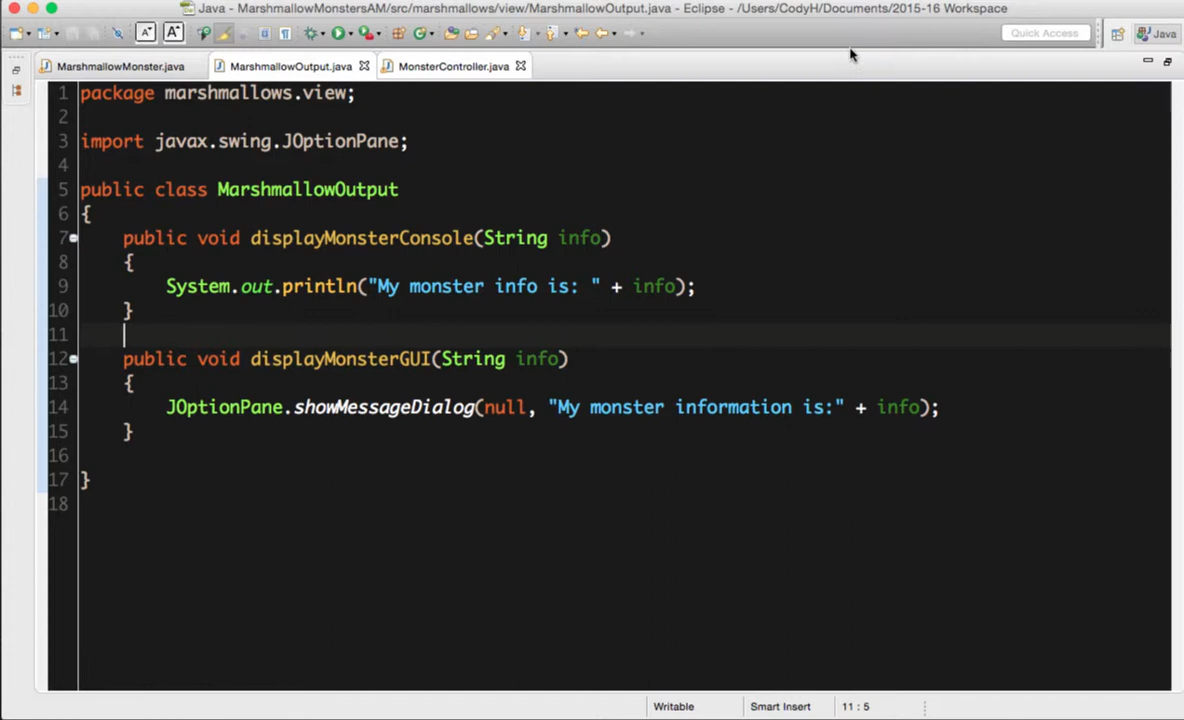 Java - MarshmallowMonstersAM/src/marshmallows/view/MarshmallowOutput.java - Eclipse - /Users/CodyH/Documents/2015-16 Workspace
A A Quick Access Java
MarshmallowMonster.java MarshmallowOutput.java MonsterController.java
1 package marshmallows.view;
2
3 import javax.swing.JOptionPane;
4
5 public class MarshmallowOutput
6 {
7 public void displayMonsterConsole(String info)
8 {
9 System.out.println("My monster info is: " + info);
10 }
11
12 public void displayMonsterGUI(String info)
13 {
14 JOptionPane.showMessageDialog(null, "My monster information is:" + info);
15 }
16
17 }
18
Writable Smart Insert 11 : 5